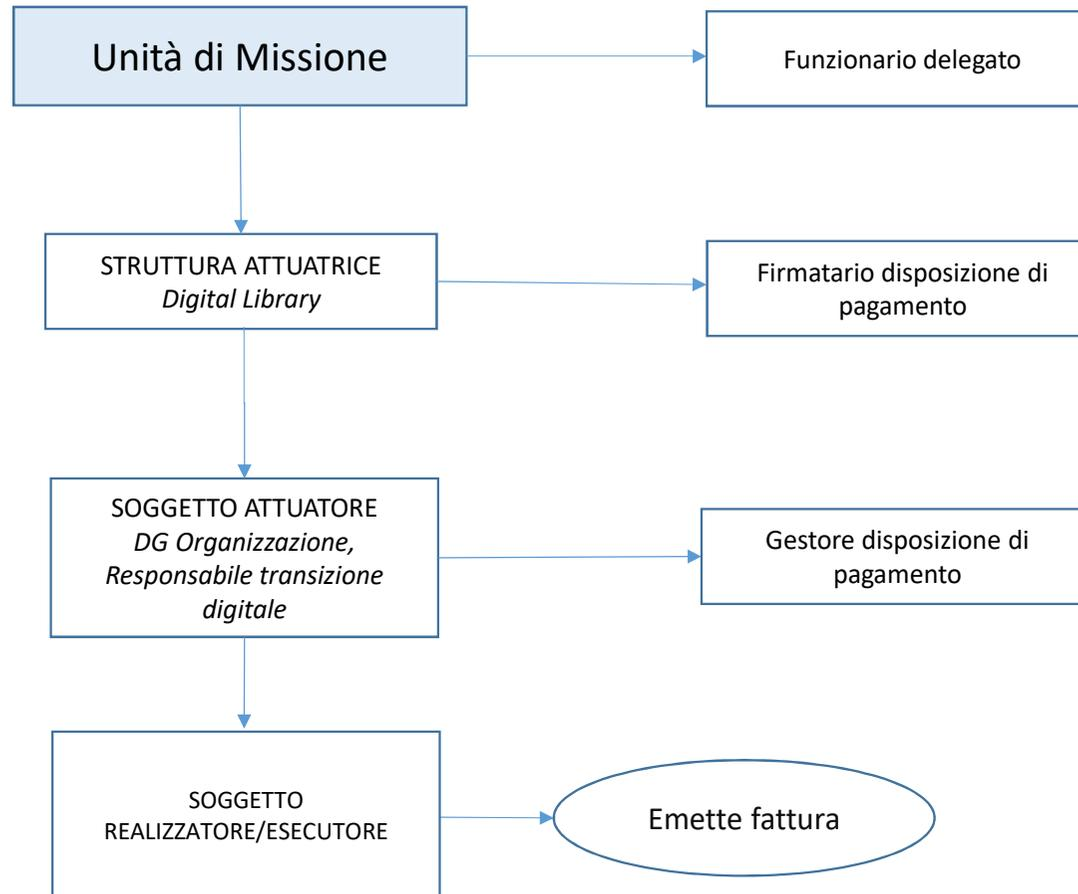 Unità di Missione
Funzionario delegato
STRUTTURA ATTUATRICE
Digital Library
Firmatario disposizione di
pagamento
SOGGETTO ATTUATORE
DG Organizzazione,
Responsabile transizione
digitale
Gestore disposizione di
pagamento
SOGGETTO
REALIZZATORE/ESECUTORE
Emette fattura